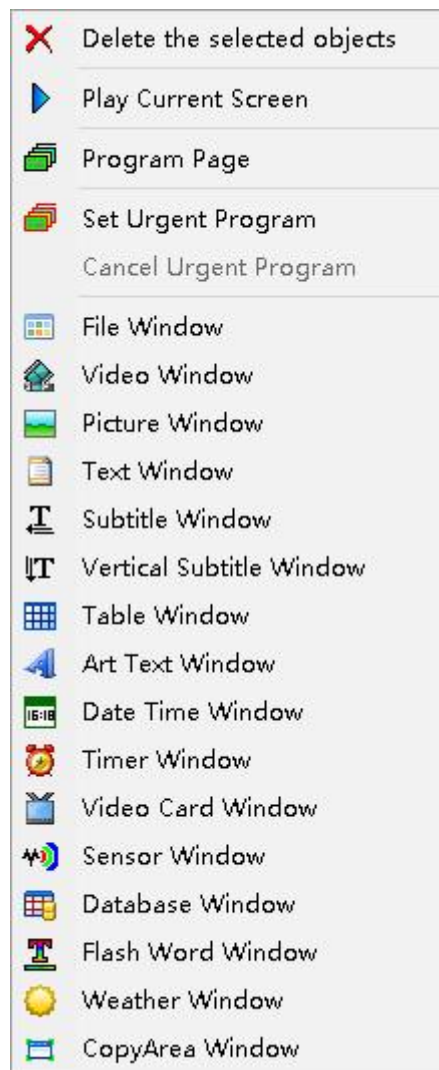 Delete the selected objects
Play Current Screen
Program Page
Set Urgent Program
Cancel Urgent Program
File Window
Video Window
Picture Window
Text Window
Subtitle Window
Vertical Subtitle Window
Table Window
Art Text Window
16:18 Date Time Window
Timer Window
Video Card Window
Sensor Window
Database Window
Flash Word Window
Weather Window
CopyArea Window